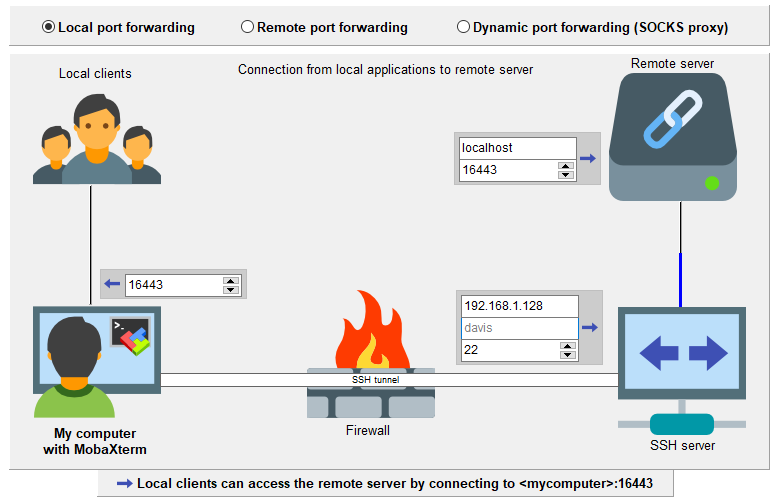 Local port forwarding
Remote port forwarding
Dynamic port forwarding (SOCKS proxy)
Local clients
Connection from local applications to remote server
Remote server
localhost
16443
16443
192.168.1.128
davis
22
>_
SSH tunnel
My computer
with MobaXterm
Firewall
SSH server
Local clients can access the remote server by connecting to <mycomputer>:16443